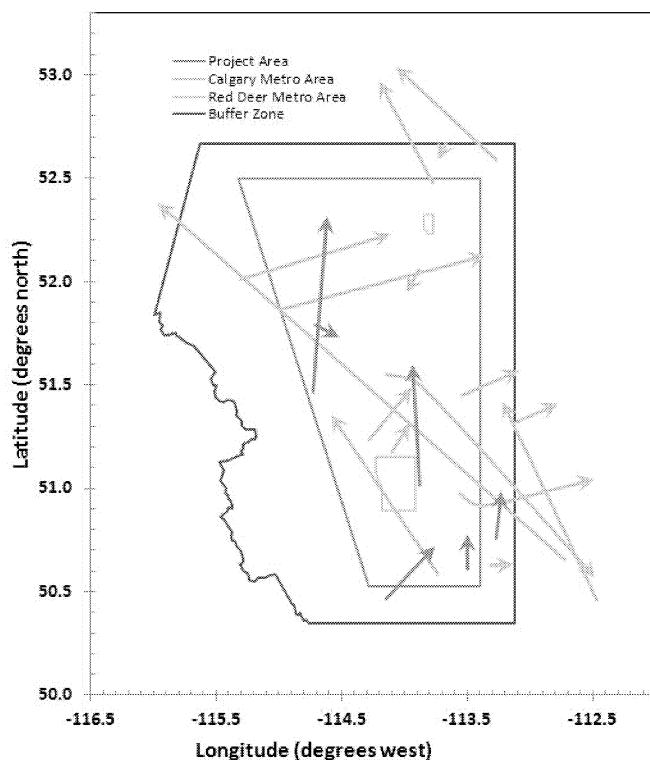 Project Area
Calgary Metro Area
Red Deer Metro Area
Buffer Zone
53.0
52.5
52.0
51.5
51.0
50.5
50.0
Latitude (degrees north)
-116.5 -115.5 -114.5 -113.5 -112.5
Longitude (degrees west)